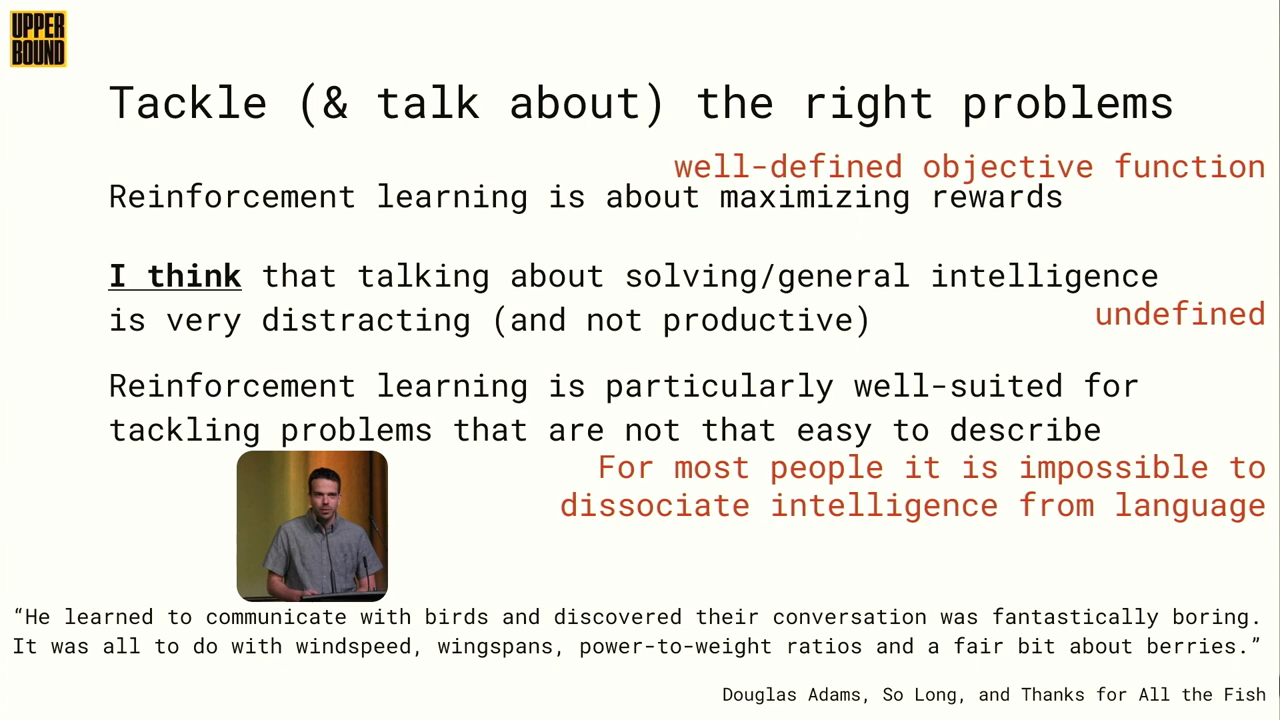 UPPER
BOUND
Tackle (& talk about) the right problems
well-defined objective function
Reinforcement learning is about maximizing rewards
I think that talking about solving/general intelligence
is very distracting (and not productive)
undefined
Reinforcement learning is particularly well-suited for
tackling problems that are not that easy to describe
For most people it is impossible to
dissociate intelligence from language
“He learned to communicate with birds and discovered their conversation was fantastically boring.
It was all to do with windspeed, wingspans, power-to-weight ratios and a fair bit about berries.”
Douglas Adams, So Long, and Thanks for All the Fish